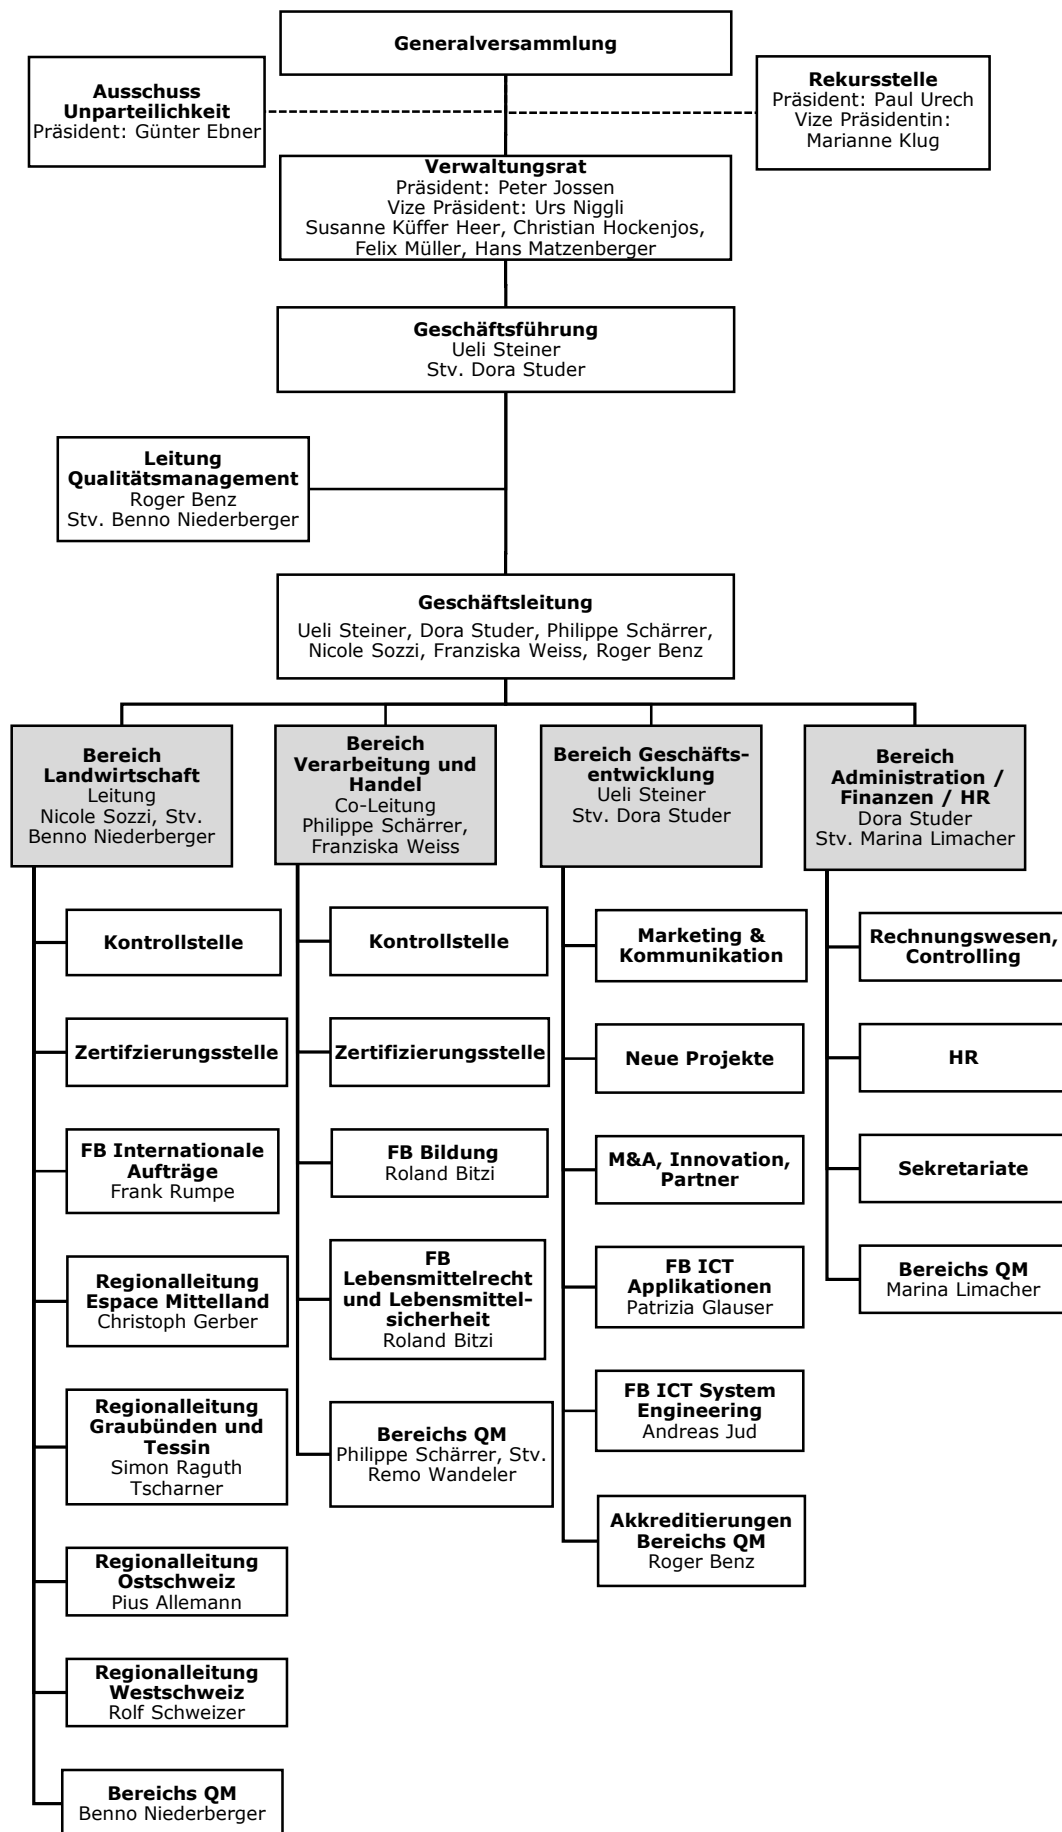 Generalversammlung
Ausschuss
Unparteilichkeit
Präsident: Günter Ebner
Rekursstelle
Präsident: Paul Urech
Vize Präsidentin:
Marianne Klug
Verwaltungsrat
Präsident: Peter Jossen
Vize Präsident: Urs Niggli
Susanne Küffer Heer, Christian Hockenjos,
Felix Müller, Hans Matzenberger
Geschäftsführung
Ueli Steiner
Stv. Dora Studer
Leitung
Qualitätsmanagement
Roger Benz
Stv. Benno Niederberger
Geschäftsleitung
Ueli Steiner, Dora Studer, Philippe Schärrer,
Nicole Sozzi, Franziska Weiss, Roger Benz
Bereich
Landwirtschaft
Leitung
Nicole Sozzi, Stv.
Benno Niederberger
Kontrollstelle
Zertifzierungsstelle
FB Internationale
Aufträge
Frank Rumpe
Regionalleitung
Espace Mittelland
Christoph Gerber
Regionalleitung
Graubünden und
Tessin
Simon Raguth
Tscharner
Regionalleitung
Ostschweiz
Pius Allemann
Regionalleitung
Westschweiz
Rolf Schweizer
Bereichs QM
Benno Niederberger
Bereich
Verarbeitung und
Handel
Co-Leitung
Philippe Schärrer,
Franziska Weiss
Kontrollstelle
Zertifizierungsstelle
FB Bildung
Roland Bitzi
FB
Lebensmittelrecht
und Lebensmittel-
sicherheit
Roland Bitzi
Bereichs QM
Philippe Schärrer, Stv.
Remo Wandeler
Bereich Geschäfts-
entwicklung
Ueli Steiner
Stv. Dora Studer
Marketing &
Kommunikation
Neue Projekte
M&A, Innovation,
Partner
FB ICT
Applikationen
Patrizia Glauser
FB ICT System
Engineering
Andreas Jud
Akkreditierungen
Bereichs QM
Roger Benz
Bereich
Administration /
Finanzen / HR
Dora Studer
Stv. Marina Limacher
Rechnungswesen,
Controlling
HR
Sekretariate
Bereichs QM
Marina Limacher